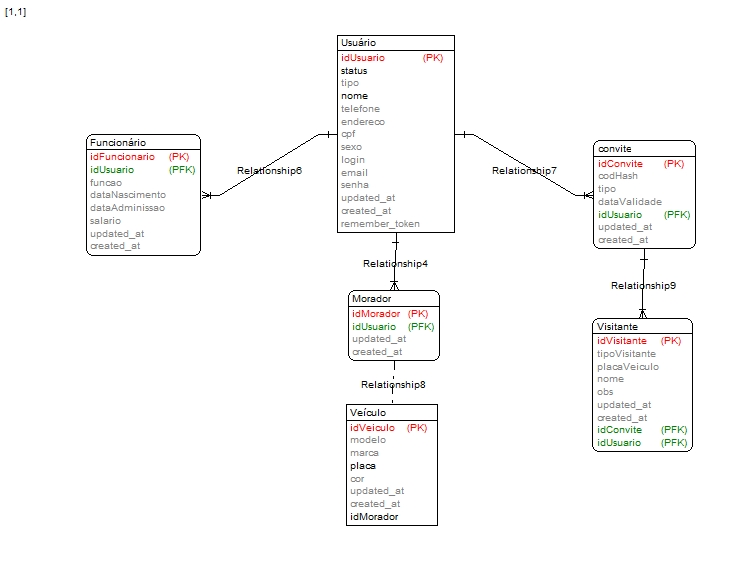 [1,1]
Usuário
idUsuario (PK)
status
tipo
nome
telefone
endereco
cpf
sexo
login
email
senha
updated_at
created_at
remember_token
Funcionário
idFuncionario (PK)
idUsuario (PFK)
funcao
dataNascimento
dataAdminissao
salario
updated_at
created_at
Relationship6
Relationship7
convite
idConvite (PK)
codHash
tipo
dataValidade
idUsuario (PFK)
updated_at
created_at
Relationship4
Morador
idMorador (PK)
idUsuario (PFK)
updated_at
created_at
Relationship9
Visitante
idVisitante (PK)
tipoVisitante
placaVeiculo
nome
obs
updated_at
created_at
idConvite (PFK)
idUsuario (PFK)
Relationship8
Veículo
idVeiculo (PK)
modelo
marca
placa
cor
updated_at
created_at
idMorador